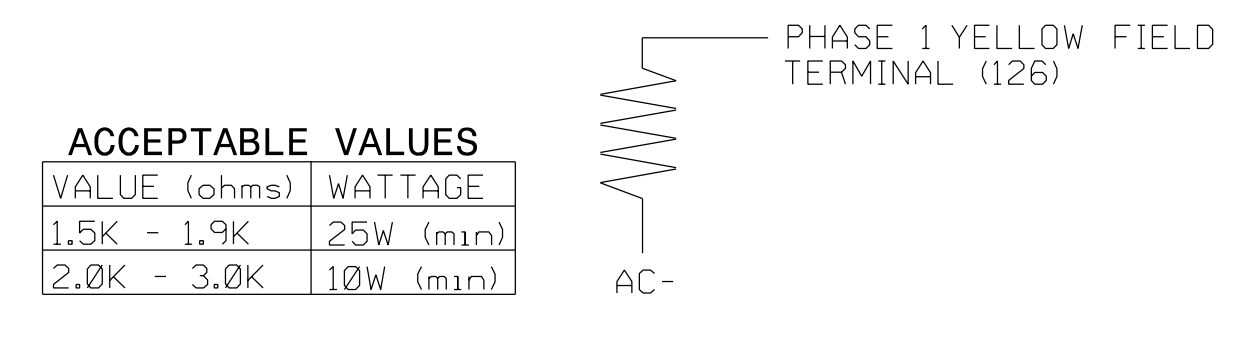 ACCEPTABLE VALUES
VALUE (ohms) WATTAGE
1.5K - 1.9K 25W (min)
2.0K - 3.0K 10W (min)
PHASE 1 YELLOW FIELD
TERMINAL (126)
AC-